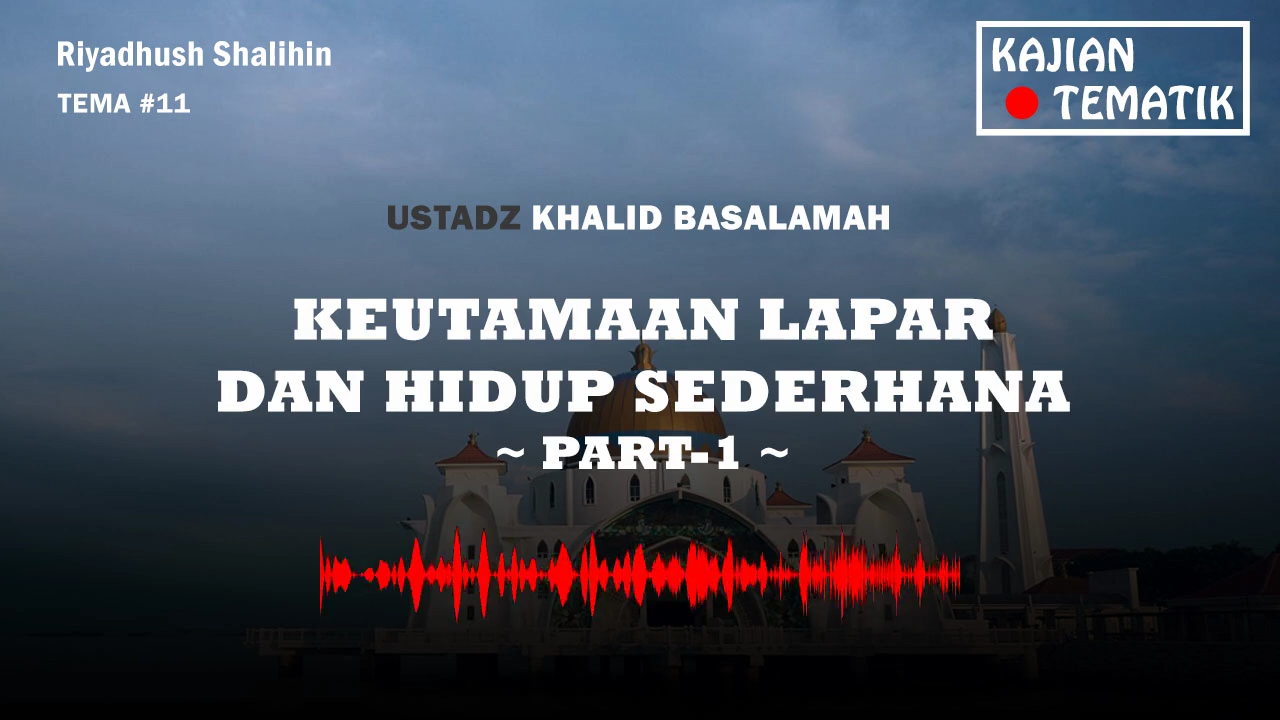 Riyadhush Shalihin
TEMA #11
KAJIAN
TEMATIK
USTADZ KHALID BASALAMAH
KEUTAMAAN LAPAR
DAN HIDUP SEDERHANA
~ PART-1 ~